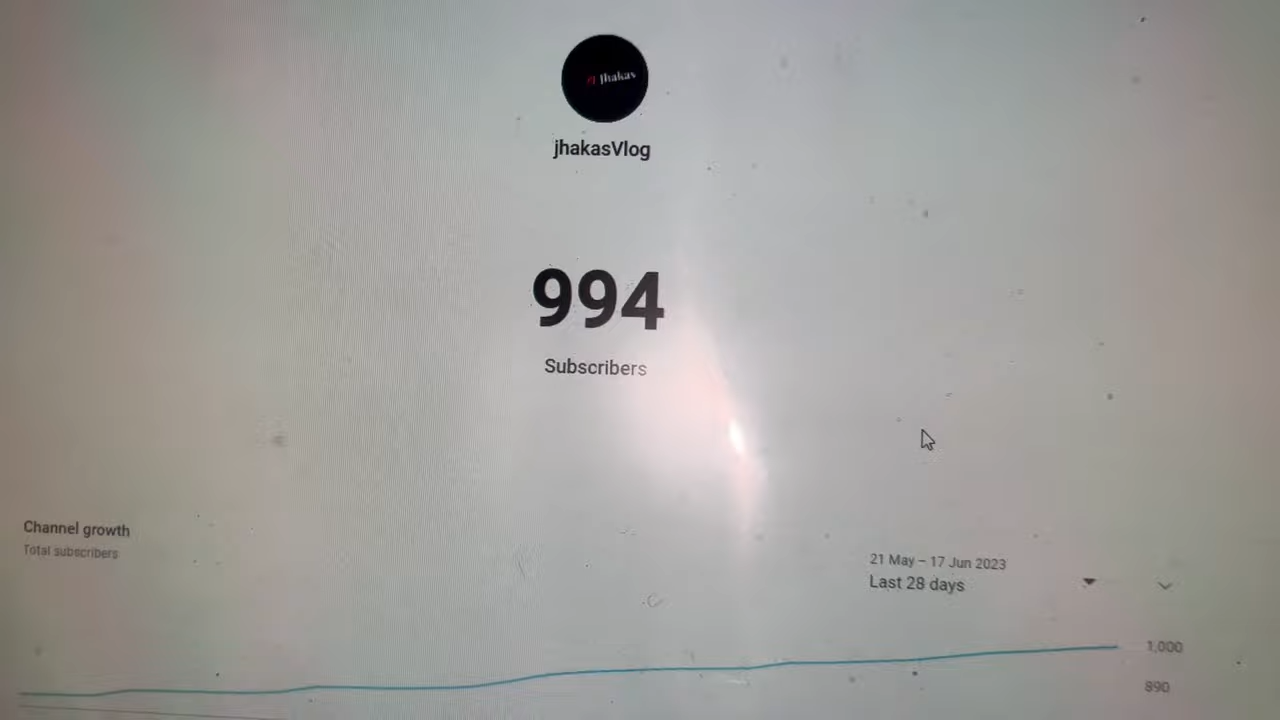 Jhakas
jhakasVlog
994
Subscribers
Channel growth
Total subscribers
21 May – 17 Jun 2023
Last 28 days
1,000
890